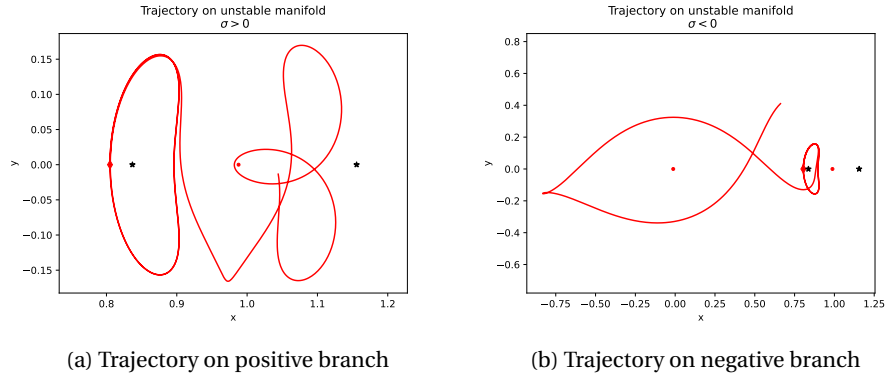 Trajectory on unstable manifold
σ > 0
0.15
0.10
0.05
0.00
−0.05
−0.10
−0.15
y
0.8
0.9
1.0
1.1
1.2
x
(a) Trajectory on positive branch
Trajectory on unstable manifold
σ < 0
0.8
0.6
0.4
0.2
0.0
−0.2
−0.4
−0.6
y
−0.75
−0.50
−0.25
0.00
0.25
0.50
0.75
1.00
1.25
x
(b) Trajectory on negative branch